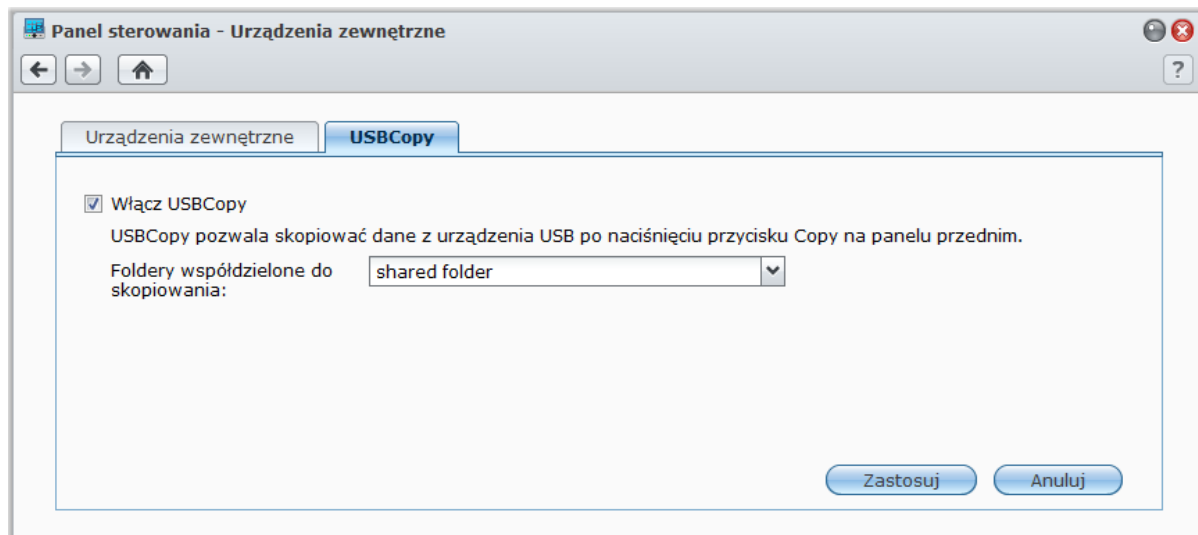 Panel sterowania - Urządzenia zewnętrzne
?
Urządzenia zewnętrzne
USBCopy
Włącz USBCopy
USBCopy pozwala skopiować dane z urządzenia USB po naciśnięciu przycisku Copy na panelu przednim.
Foldery współdzielone do
skopiowania:
shared folder
Zastosuj
Anuluj